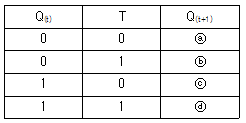 Q(t) T Q(t+1)
0 0 ⓐ
0 1 ⓑ
1 0 ⓒ
1 1 ⓓ